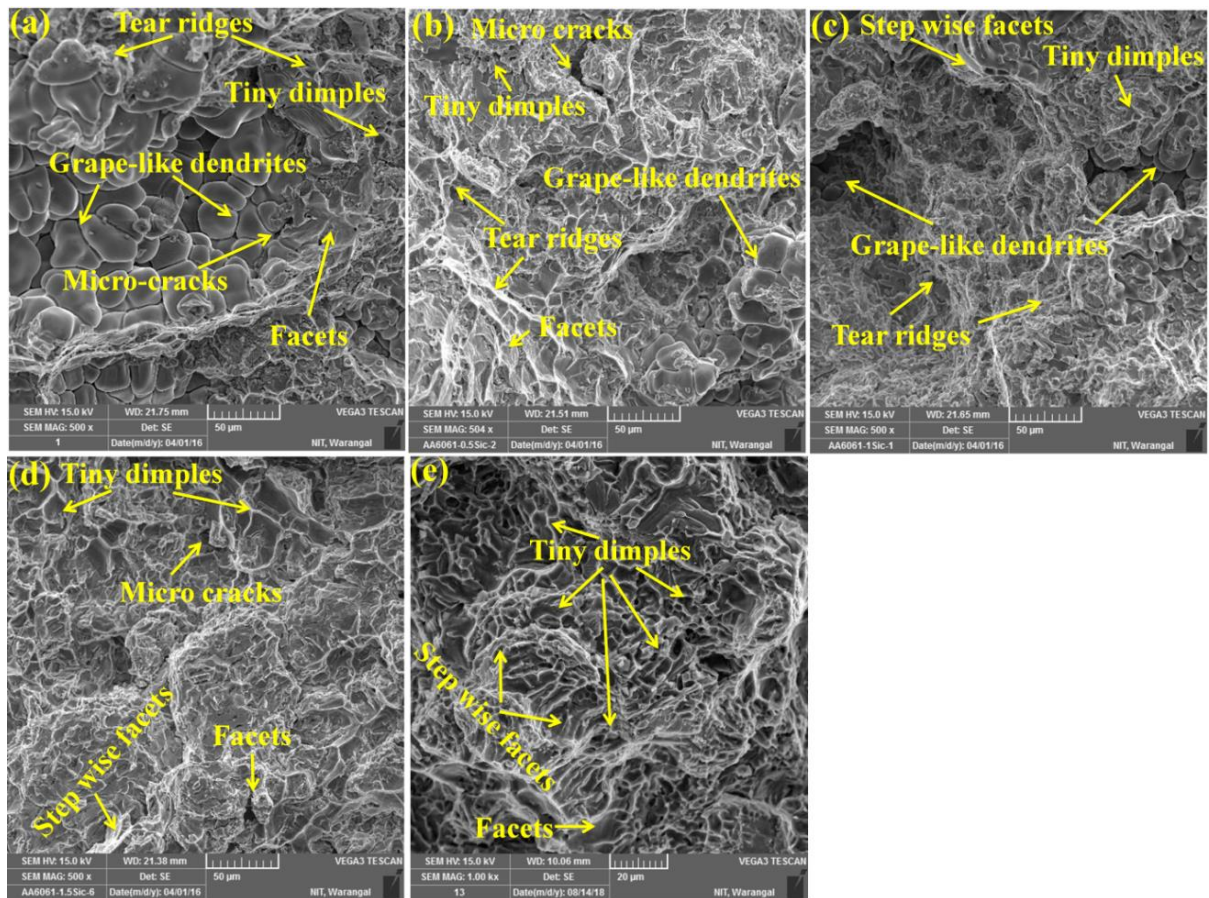 (a)
Tear ridges
Tiny dimples
Grape-like dendrites
Micro-cracks
Facets
SEM HV: 15.0 kV WD: 21.75 mm VEGA3 TESCAN
SEM MAG: 500 x Det: SE 50 µm
1 Date(m/d/y): 04/01/16 NIT, Warangal
(b)
Micro cracks
Tiny dimples
Grape-like dendrites
Tear ridges
Facets
SEM HV: 15.0 kV WD: 21.51 mm VEGA3 TESCAN
SEM MAG: 504 x Det: SE 50 µm
AA6061-0.5Sic-2 Date(m/d/y): 04/01/16 NIT, Warangal
(c)
Step wise facets
Tiny dimples
Grape-like dendrites
Tear ridges
SEM HV: 15.0 kV WD: 21.65 mm VEGA3 TESCAN
SEM MAG: 500 x Det: SE 50 µm
AA6061-1Sic-1 Date(m/d/y): 04/01/16 NIT, Warangal
(d)
Tiny dimples
Micro cracks
Step wise facets
Facets
SEM HV: 15.0 kV WD: 21.38 mm VEGA3 TESCAN
SEM MAG: 500 x Det: SE 50 µm
AA6061-1.5Sic-6 Date(m/d/y): 04/01/16 NIT, Warangal
(e)
Tiny dimples
Step wise facets
Facets
SEM HV: 15.0 kV WD: 10.06 mm VEGA3 TESCAN
SEM MAG: 1.00 kx Det: SE 20 µm
13 Date(m/d/y): 08/14/18 NIT, Warangal